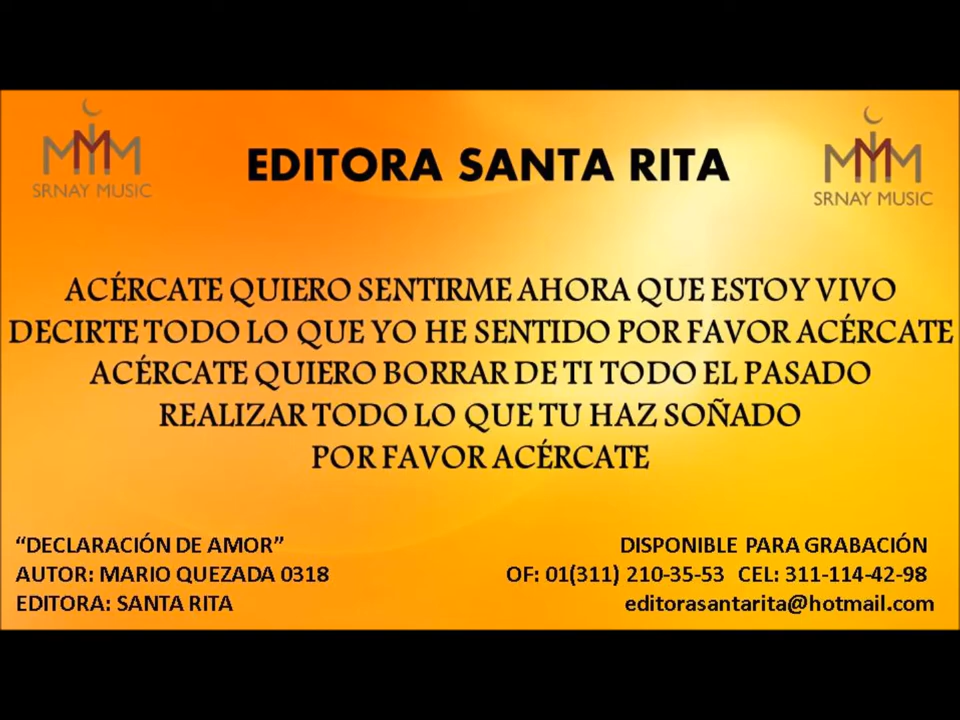 EDITORA SANTA RITA
SRNAY MUSIC
SRNAY MUSIC
ACÉRCATE QUIERO SENTIRME AHORA QUE ESTOY VIVO
DECIRTE TODO LO QUE YO HE SENTIDO POR FAVOR ACÉRCATE
ACÉRCATE QUIERO BORRAR DE TI TODO EL PASADO
REALIZAR TODO LO QUE TU HAZ SOÑADO
POR FAVOR ACÉRCATE
“DECLARACIÓN DE AMOR”
AUTOR: MARIO QUEZADA 0318
EDITORA: SANTA RITA
DISPONIBLE PARA GRABACIÓN
OF: 01(311) 210-35-53 CEL: 311-114-42-98
editorasantarita@hotmail.com